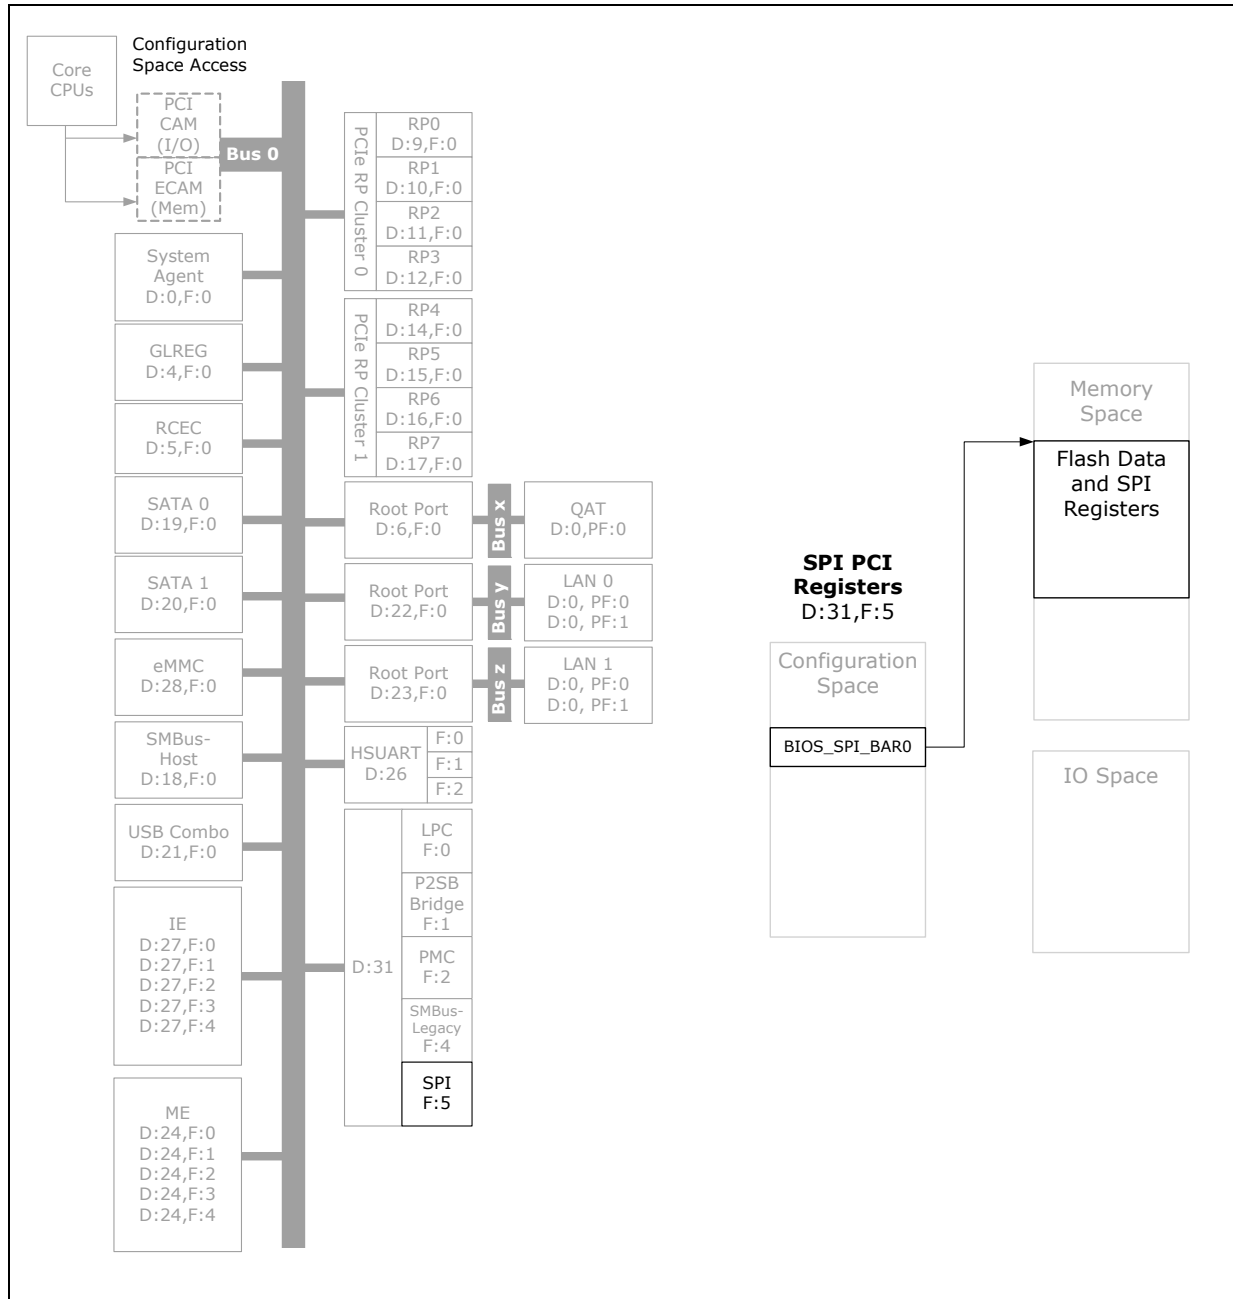 Configuration
Space Access
Core
CPUs
PCI
CAM
(I/O)
PCI
ECAM
(Mem)
Bus 0
System
Agent
D:0,F:0
GLREG
D:4,F:0
RCEC
D:5,F:0
SATA 0
D:19,F:0
SATA 1
D:20,F:0
eMMC
D:28,F:0
SMBus-
Host
D:18,F:0
USB Combo
D:21,F:0
IE
D:27,F:0
D:27,F:1
D:27,F:2
D:27,F:3
D:27,F:4
ME
D:24,F:0
D:24,F:1
D:24,F:2
D:24,F:3
D:24,F:4
PCIe RP Cluster 0
RP0
D:9,F:0
RP1
D:10,F:0
RP2
D:11,F:0
RP3
D:12,F:0
PCIe RP Cluster 1
RP4
D:14,F:0
RP5
D:15,F:0
RP6
D:16,F:0
RP7
D:17,F:0
Root Port
D:6,F:0
Bus x
QAT
D:0,PF:0
Root Port
D:22,F:0
Bus y
LAN 0
D:0, PF:0
D:0, PF:1
Root Port
D:23,F:0
Bus z
LAN 1
D:0, PF:0
D:0, PF:1
HSUART
D:26
F:0
F:1
F:2
D:31
LPC
F:0
P2SB
Bridge
F:1
PMC
F:2
SMBus-
Legacy
F:4
SPI
F:5
SPI PCI
Registers
D:31,F:5
Configuration
Space
BIOS_SPI_BAR0
Memory
Space
Flash Data
and SPI
Registers
IO Space